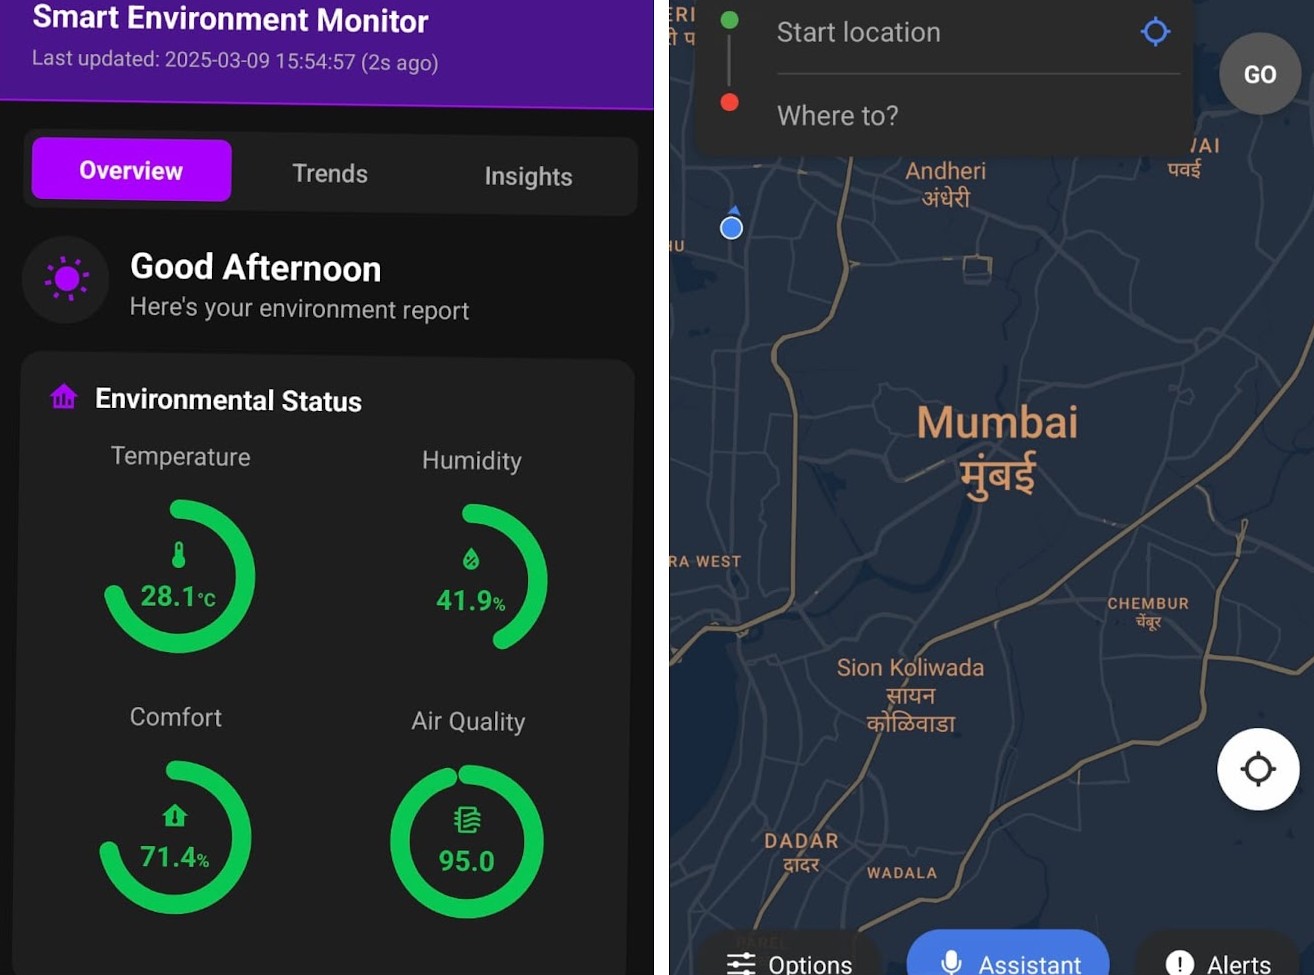 Smart Environment Monitor
Last updated: 2025-03-09 15:54:57 (2s ago)
Overview
Trends
Insights
Good Afternoon
Here's your environment report
Environmental Status
Temperature
Humidity
28.1°C
41.9%
Comfort
Air Quality
71.4%
95.0
Start location
GO
Where to?
Andheri
अंधेरी
पवई
Mumbai
मुंबई
RA WEST
CHEMBUR
चेंबूर
Sion Koliwada
सायन
कोळिवाडा
DADAR
दादर
WADALA
PAREL
Options
Assistant
Alerts